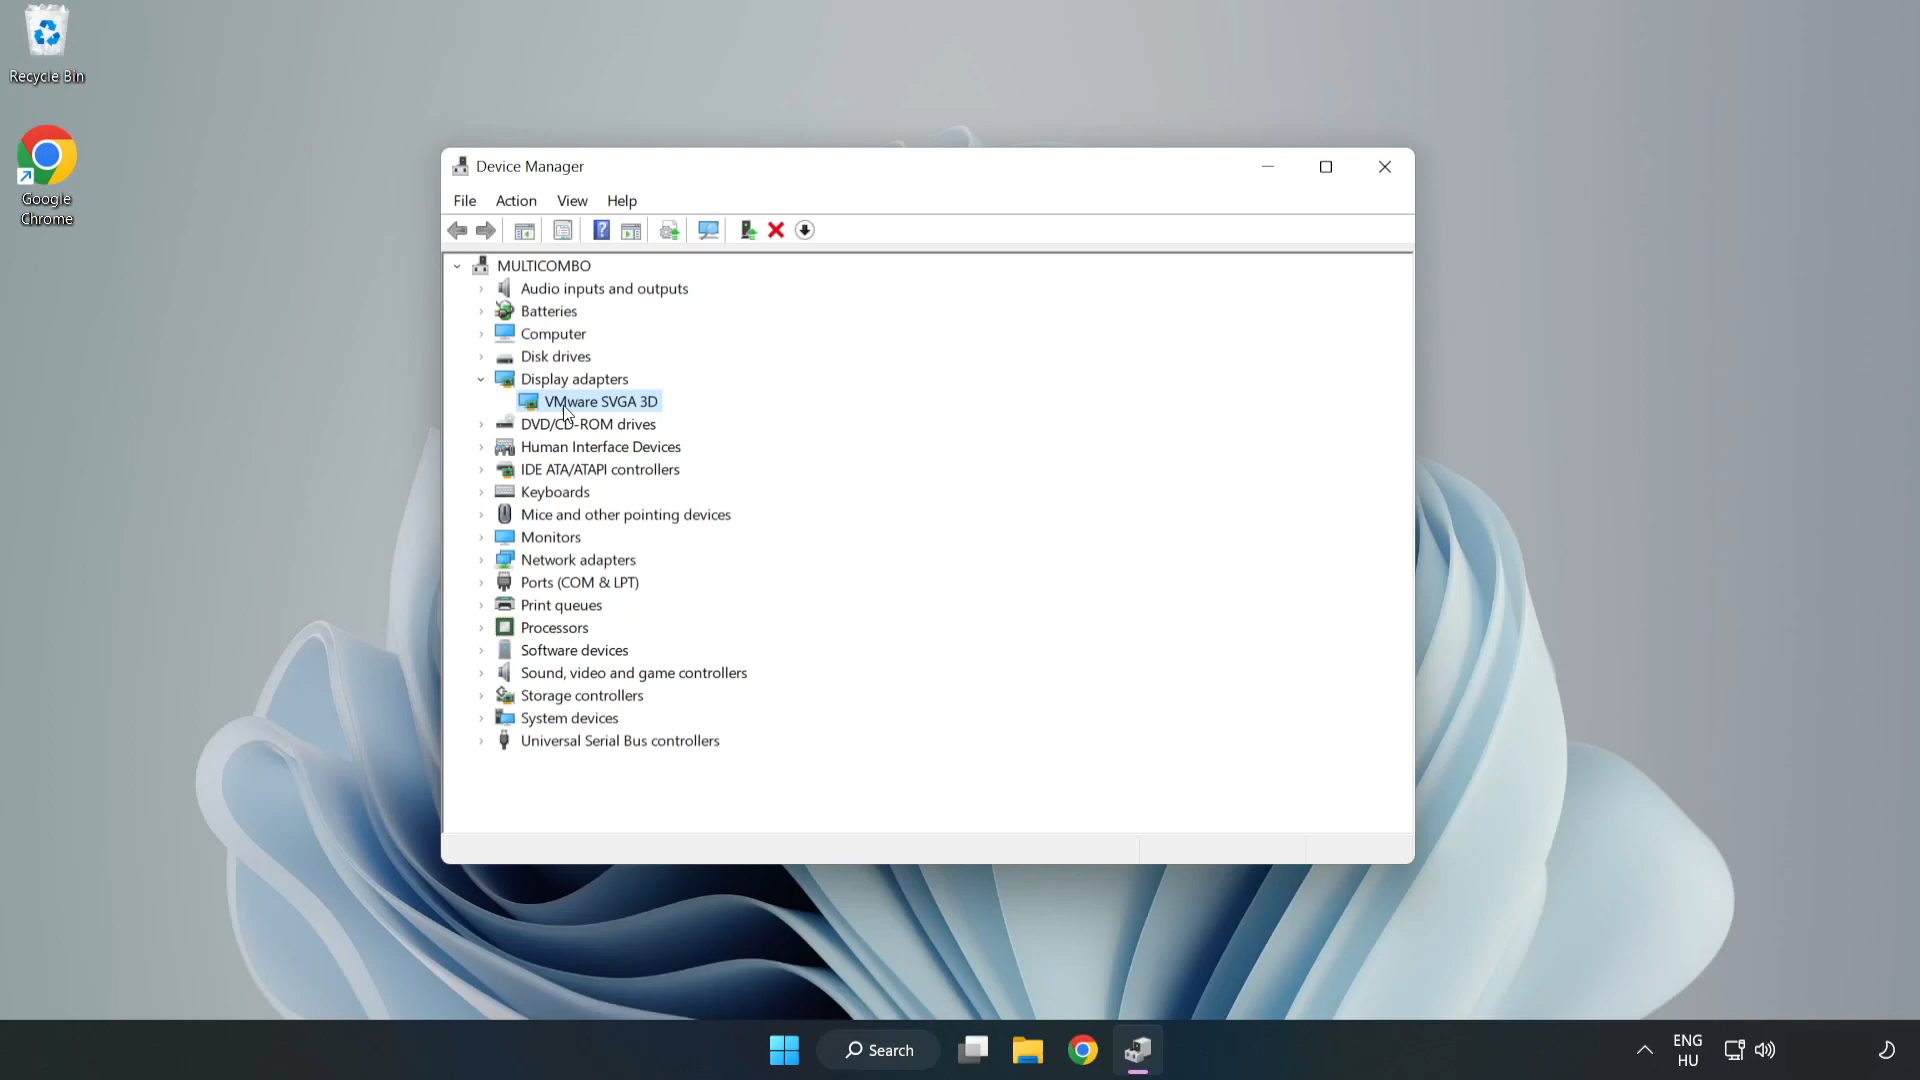 Recycle Bin
Google
Chrome
Device Manager
File Action View Help
MULTICOMBO
Audio inputs and outputs
Batteries
Computer
Disk drives
Display adapters
VMware SVGA 3D
DVD/CD-ROM drives
Human Interface Devices
IDE ATA/ATAPI controllers
Keyboards
Mice and other pointing devices
Monitors
Network adapters
Ports (COM & LPT)
Print queues
Processors
Software devices
Sound, video and game controllers
Storage controllers
System devices
Universal Serial Bus controllers
Search
ENG
HU